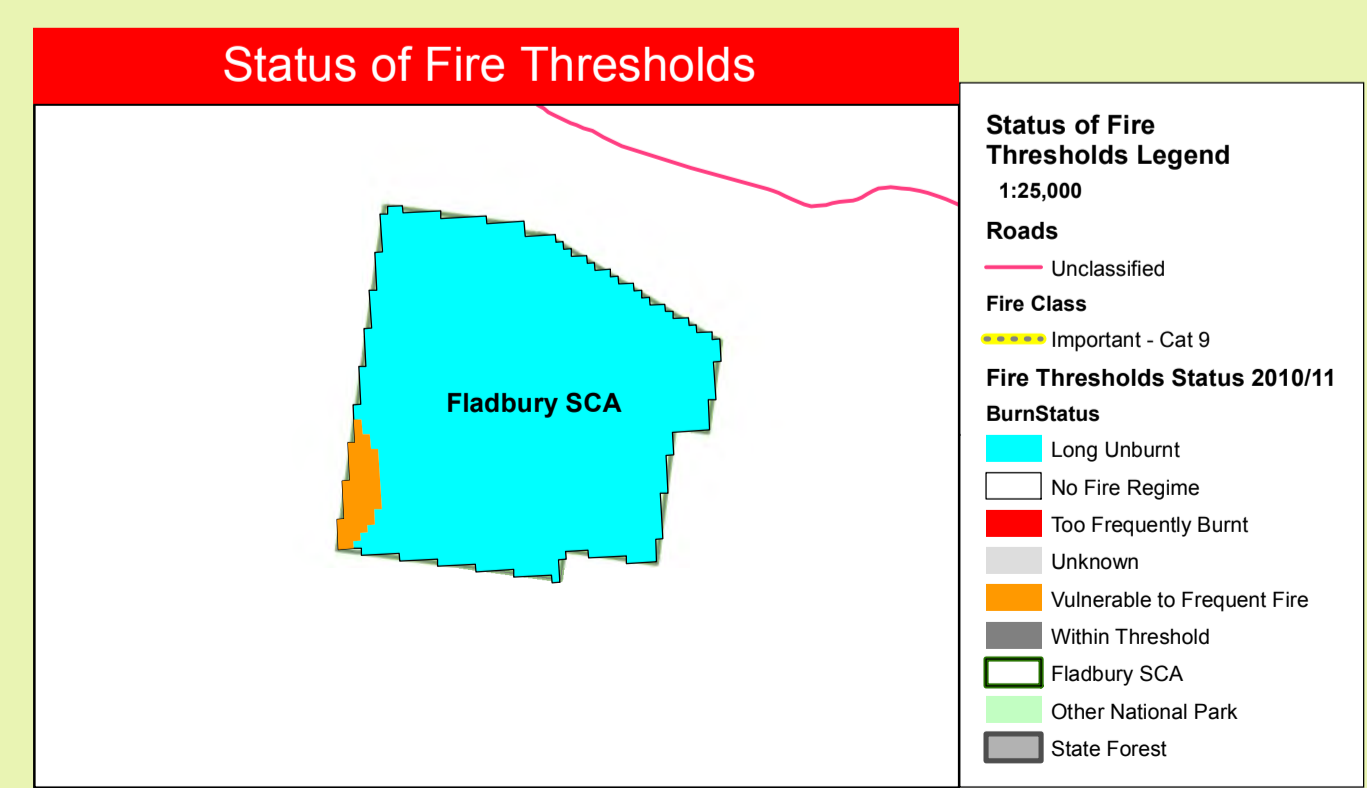 Status of Fire Thresholds
Fladbury SCA
Status of Fire
Thresholds Legend
1:25,000
Roads
Unclassified
Fire Class
Important - Cat 9
Fire Thresholds Status 2010/11
BurnStatus
Long Unburnt
No Fire Regime
Too Frequently Burnt
Unknown
Vulnerable to Frequent Fire
Within Threshold
Fladbury SCA
Other National Park
State Forest